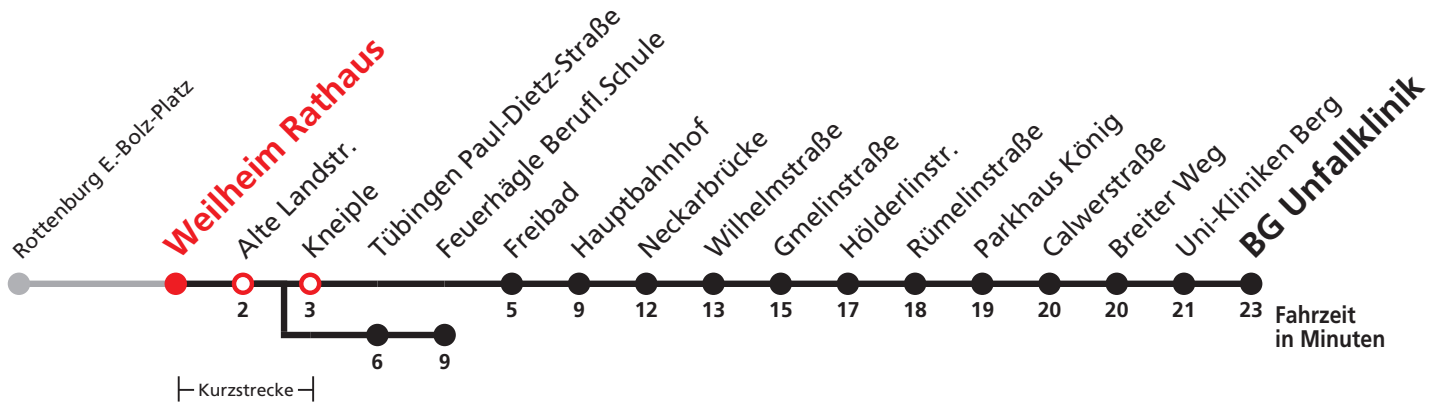 Rottenburg E.-Bolz-Platz
Weilheim Rathaus
Alte Landstr.
Kneiple
Tübingen Paul-Dietz-Straße
Feuerhägle Berufl.Schule
Freibad
Hauptbahnhof
Neckarbrücke
Wilhelmstraße
Gmelinstraße
Hölderlinstr.
Rümelinstraße
Parkhaus König
Calwerstraße
Breiter Weg
Uni-Kliniken Berg
BG Unfallklinik
2 3 5 9 12 13 15 17 18 19 20 20 21 23
Fahrzeit
in Minuten
6 9
Kurzstrecke